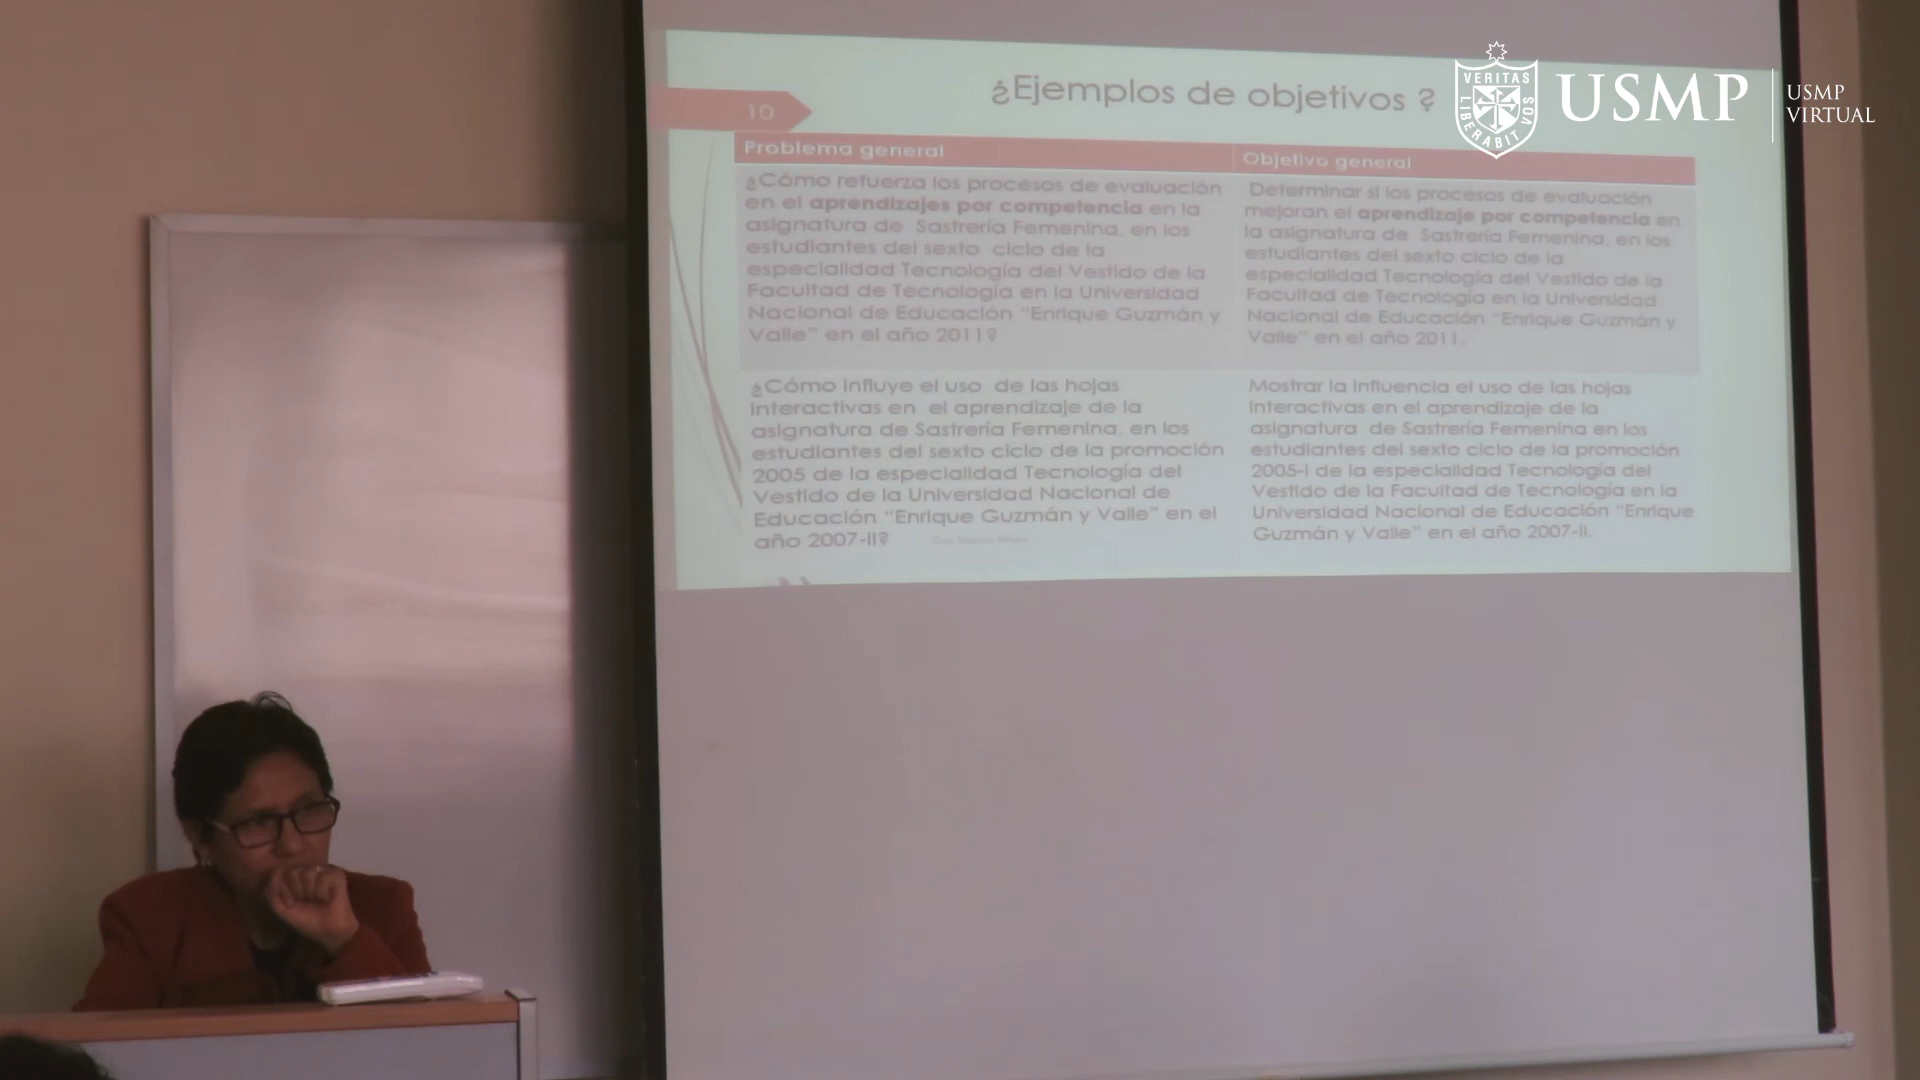 ¿Ejemplos de objetivos ?
VERITAS
LIBERABIT VOS
USMP
USMP
VIRTUAL
10
Problema general
¿Cómo refuerza los procesos de evaluación
en el aprendizajes por competencia en la
asignatura de Sastrería Femenina, en los
estudiantes del sexto ciclo de la
especialidad Tecnología del Vestido de la
Facultad de Tecnología en la Universidad
Nacional de Educación “Enrique Guzmán y
Valle” en el año 2011?
Objetivo general
Determinar si los procesos de evaluación
mejoran el aprendizaje por competencia en
la asignatura de Sastrería Femenina, en los
estudiantes del sexto ciclo de la
especialidad Tecnología del Vestido de la
Facultad de Tecnología en la Universidad
Nacional de Educación “Enrique Guzmán y
Valle” en el año 2011.
¿Cómo influye el uso de las hojas
interactivas en el aprendizaje de la
asignatura de Sastrería Femenina, en los
estudiantes del sexto ciclo de la promoción
2005 de la especialidad Tecnología del
Vestido de la Universidad Nacional de
Educación “Enrique Guzmán y Valle” en el
año 2007-II?
Mostrar la influencia el uso de las hojas
interactivas en el aprendizaje de la
asignatura de Sastrería Femenina en los
estudiantes del sexto ciclo de la promoción
2005-I de la especialidad Tecnología del
Vestido de la Facultad de Tecnología en la
Universidad Nacional de Educación “Enrique
Guzmán y Valle” en el año 2007-II.